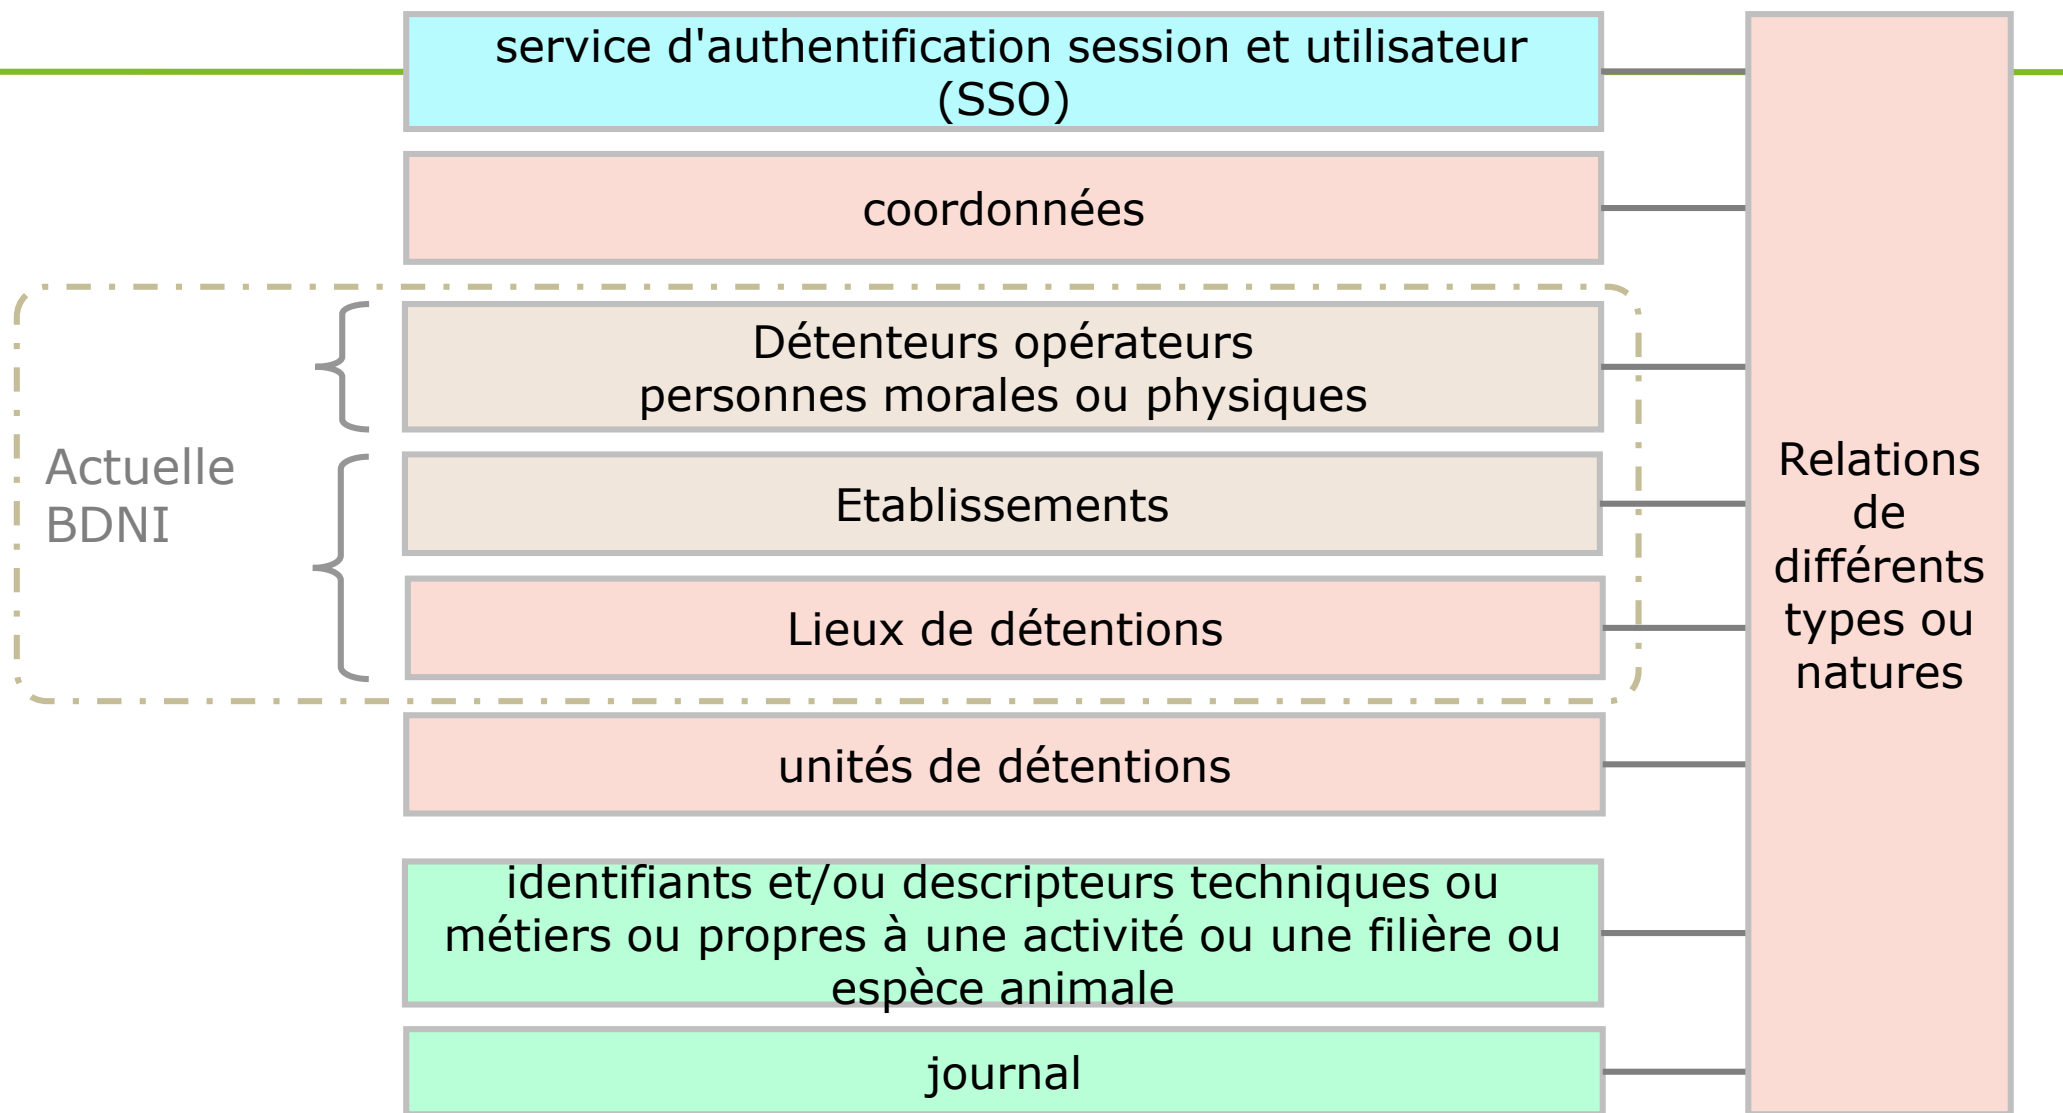 service d'authentification session et utilisateur
(SSO)
coordonnées
Détenteurs opérateurs
personnes morales ou physiques
Actuelle
BDNI
Etablissements
Lieux de détentions
unités de détentions
identifiants et/ou descripteurs techniques ou
métiers ou propres à une activité ou une filière ou
espèce animale
journal
Relations
de
différents
types ou
natures